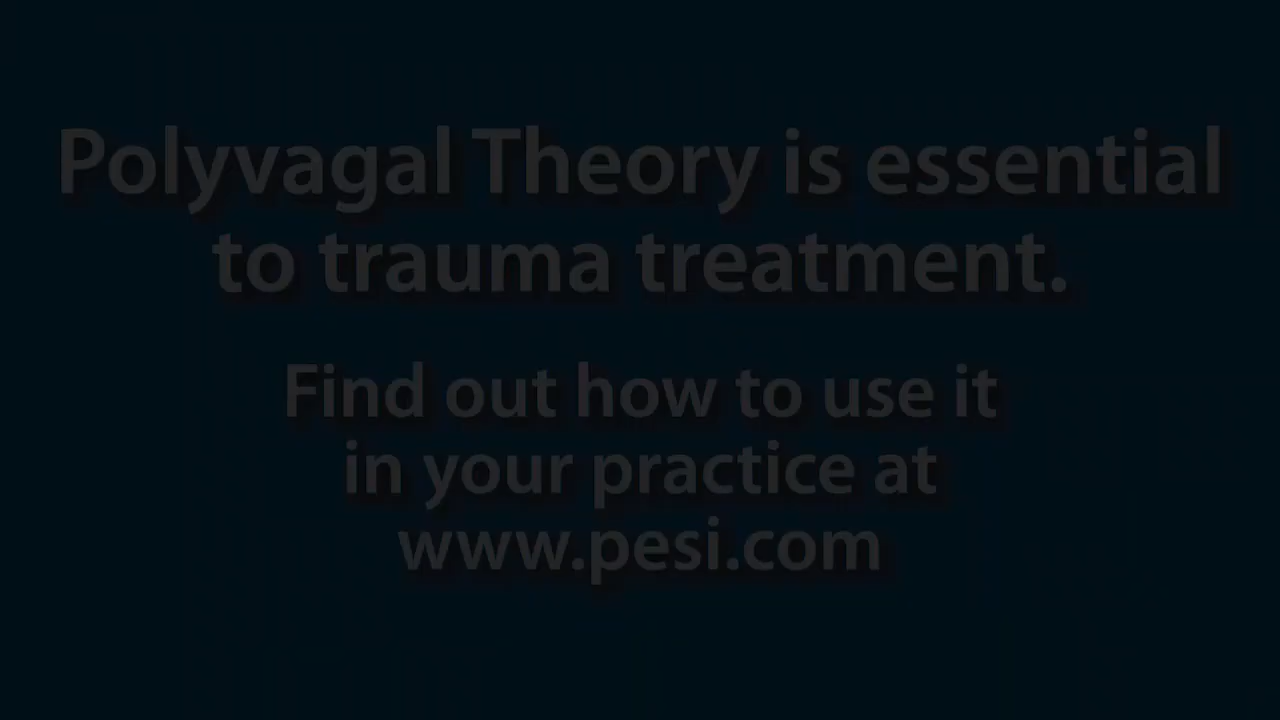 Polyvagal Theory is essential
to trauma treatment.
Find out how to use it
in your practice at
www.pesi.com